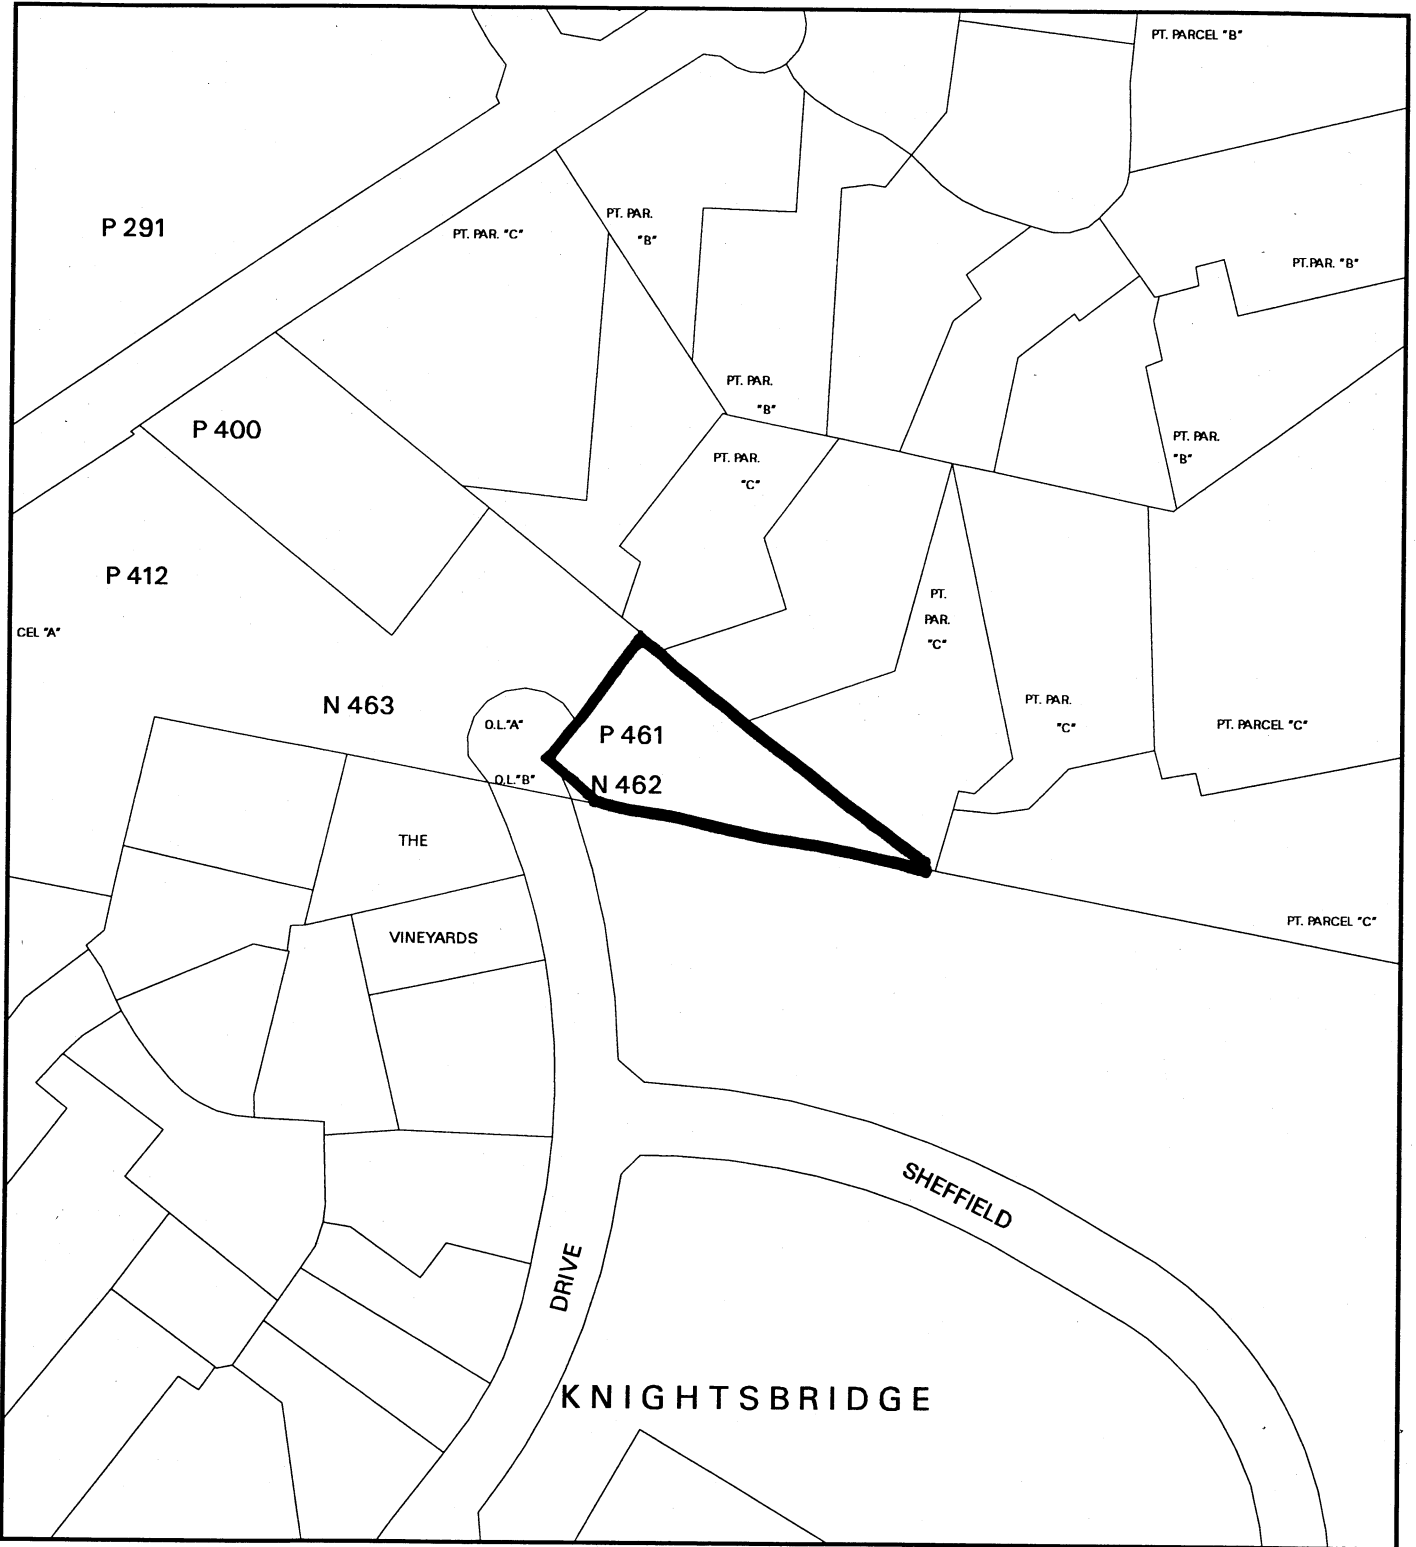 PT. PARCEL "B"
P 291
PT. PAR. "C"
PT. PAR.
"B"
PT.PAR. "B"
PT. PAR.
"B"
P 400
PT. PAR.
"C"
PT. PAR.
"B"
P 412
CEL "A"
PT.
PAR.
"C"
N 463
O.L."A"
P 461
PT. PAR.
"C"
PT. PARCEL "C"
O.L."B"
N 462
THE
VINEYARDS
PT. PARCEL "C"
SHEFFIELD
DRIVE
KNIGHTSBRIDGE